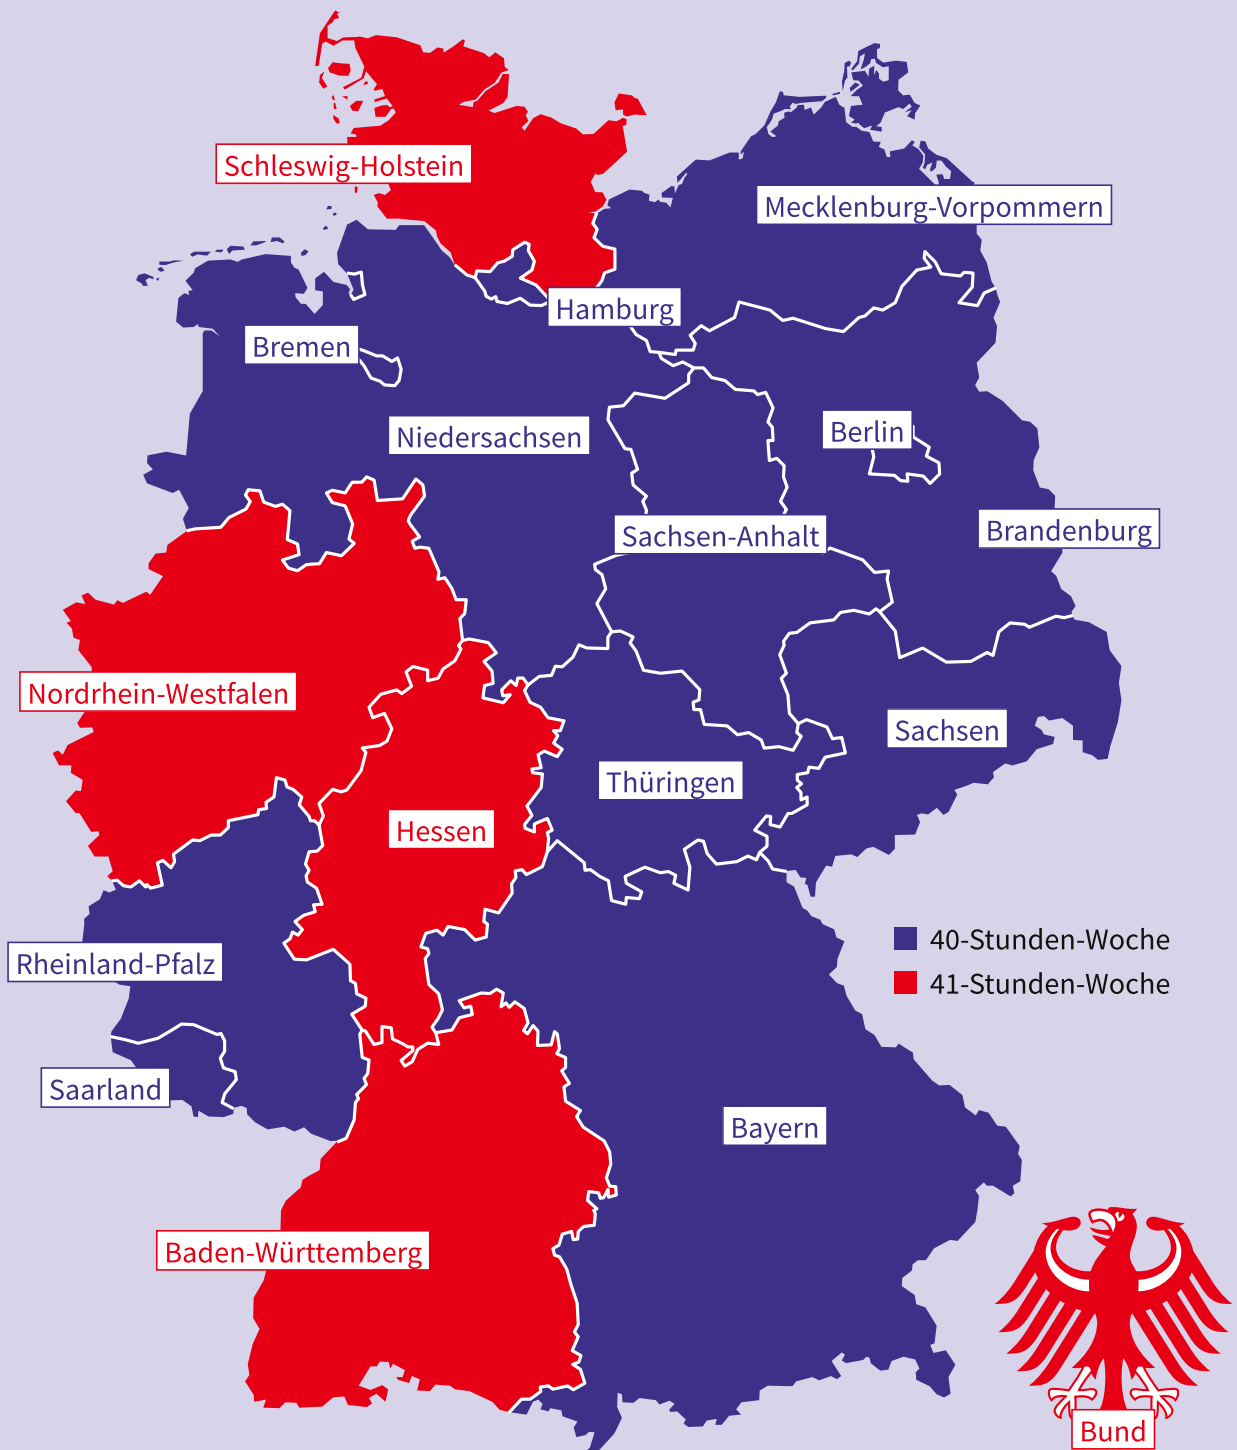 Schleswig-Holstein
Mecklenburg-Vorpommern
Hamburg
Bremen
Niedersachsen
Berlin
Sachsen-Anhalt
Brandenburg
Nordrhein-Westfalen
Sachsen
Thüringen
Hessen
40-Stunden-Woche
Rheinland-Pfalz
41-Stunden-Woche
Saarland
Bayern
Baden-Württemberg
Bund